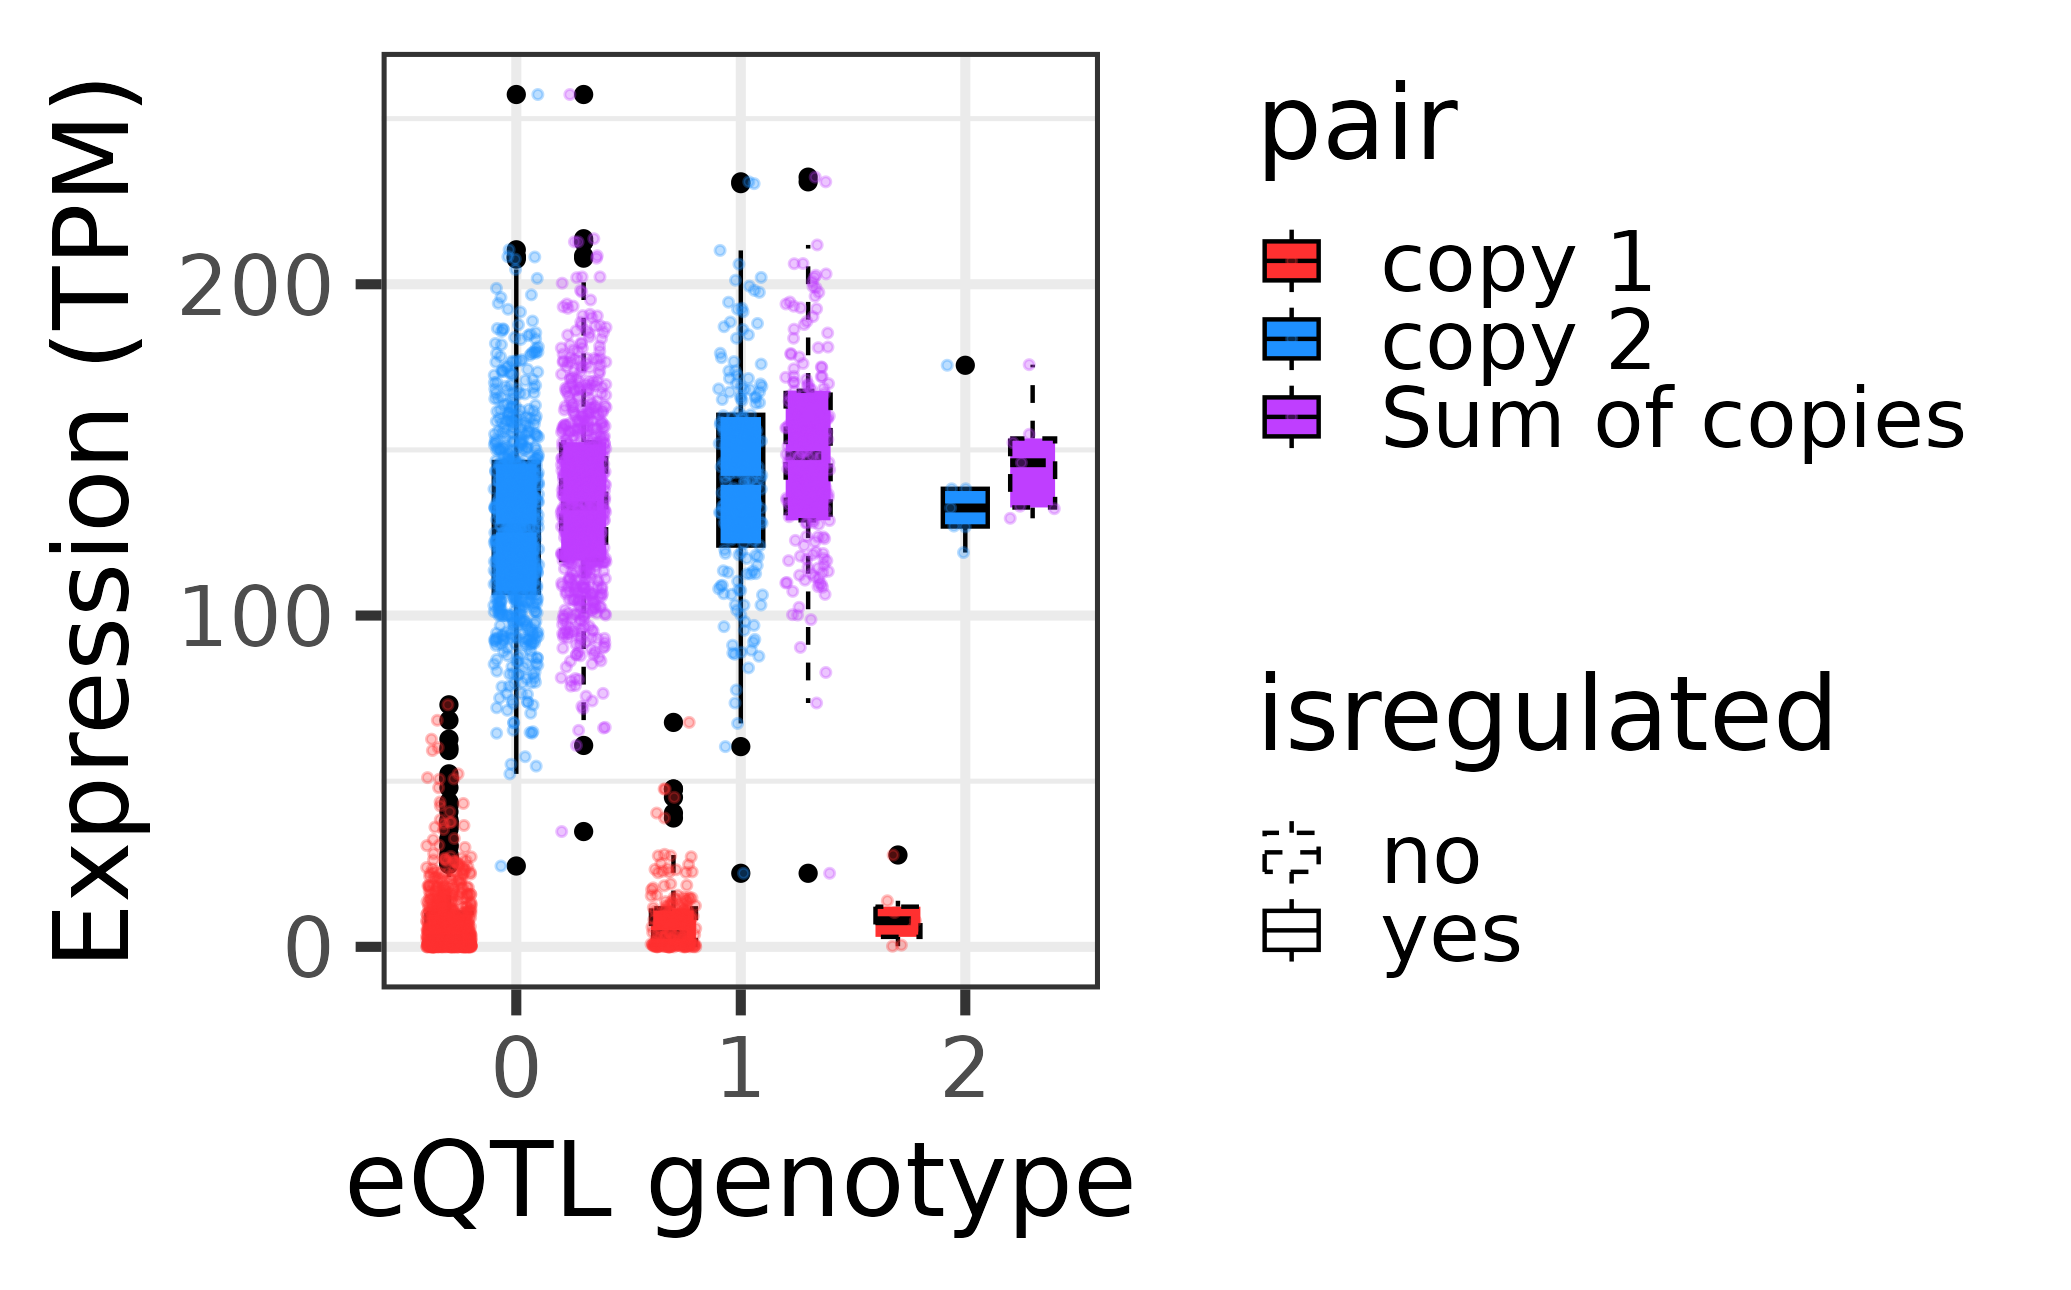 Expression (TPM)
200
100
0
0 1 2
eQTL genotype
pair
copy 1
copy 2
Sum of copies
isregulated
no
yes